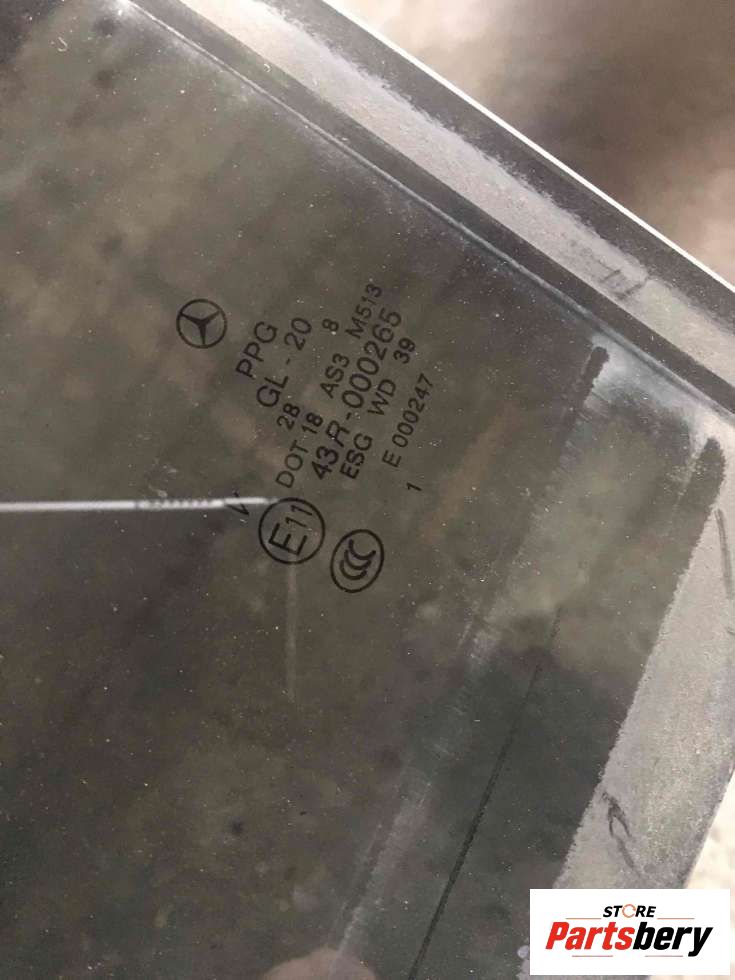 PPG
GL-20
28 8
DOT 18 AS3 M513
43R-000265
ESG WD 39
E 000247
1
V
E11
CCC
STORE
Partsbery